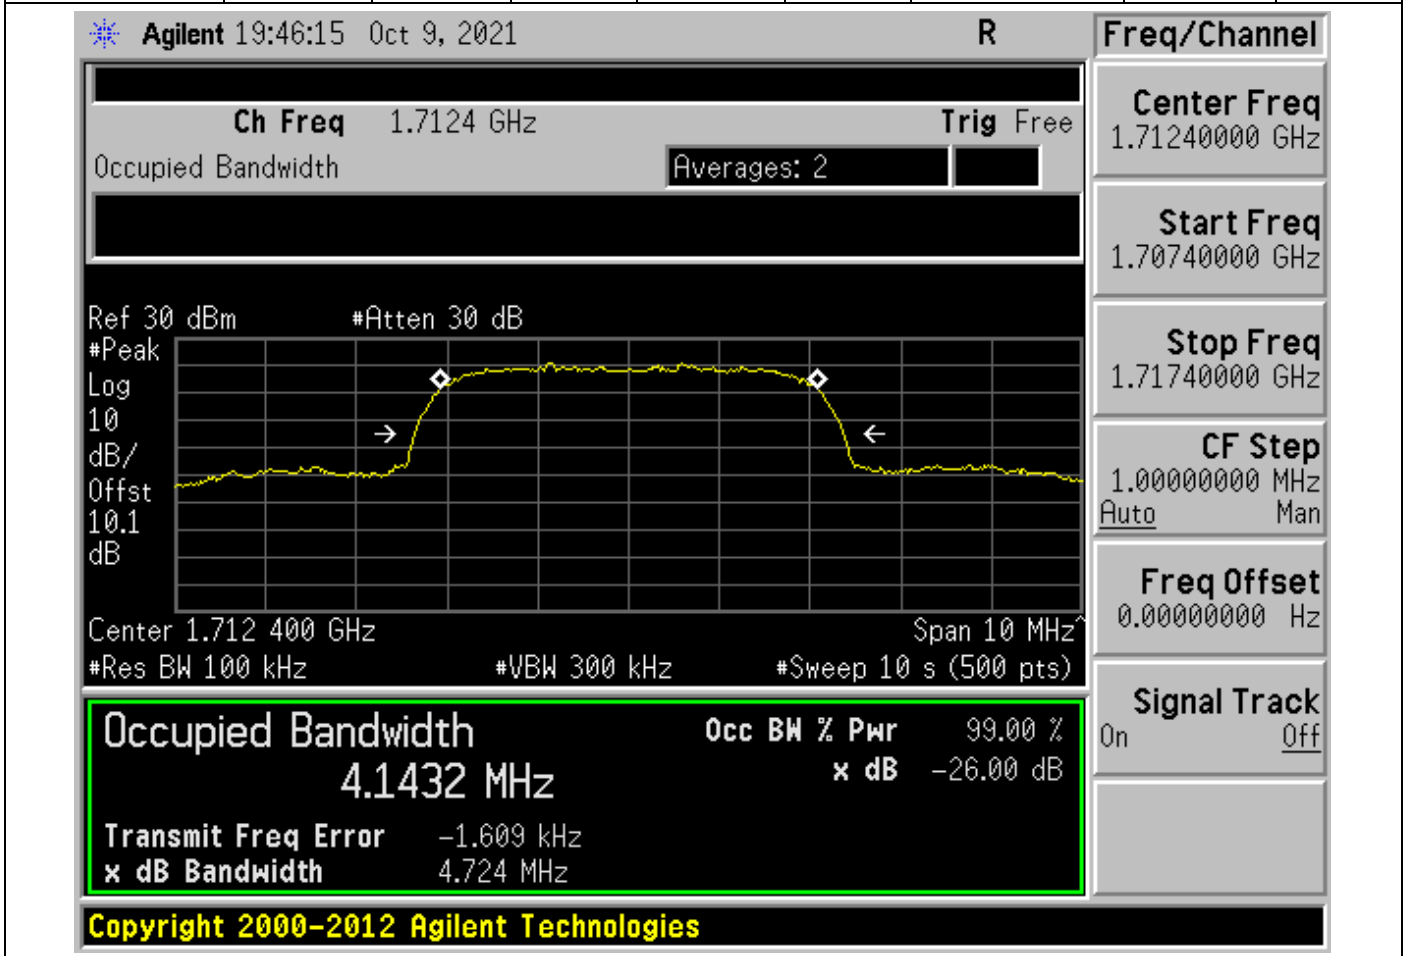 Agilent 19:46:15 Oct 9, 2021 R
Freq/Channel
Ch Freq 1.7124 GHz Trig Free
Occupied Bandwidth Averages: 2
Center Freq
1.71240000 GHz
Start Freq
1.70740000 GHz
Stop Freq
1.71740000 GHz
CF Step
1.00000000 MHz
Auto Man
Freq Offset
0.00000000 Hz
Signal Track
On Off
Ref 30 dBm #Atten 30 dB
#Peak
Log
10
dB/
Offst
10.1
dB
Center 1.712 400 GHz Span 10 MHz^
#Res BW 100 kHz #VBW 300 kHz #Sweep 10 s (500 pts)
Occupied Bandwidth Occ BW % Pwr 99.00 %
4.1432 MHz x dB -26.00 dB
Transmit Freq Error -1.609 kHz
x dB Bandwidth 4.724 MHz
Copyright 2000-2012 Agilent Technologies